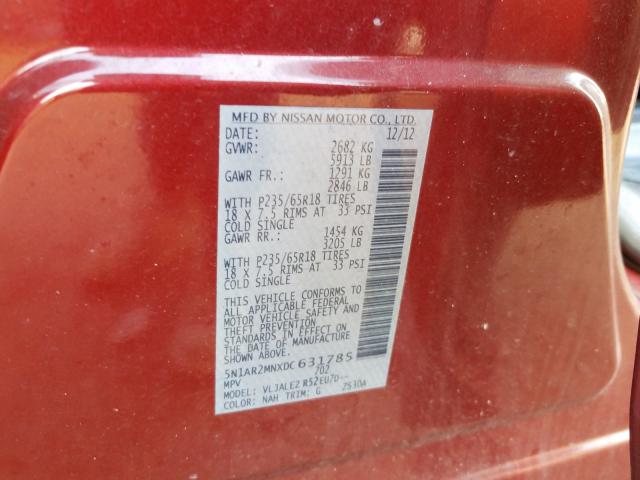 MFD BY NISSAN MOTOR CO., LTD.
DATE: 12/12
GVWR: 2682 KG
5913 LB
GAWR FR.: 1291 KG
2846 LB
WITH P235/65R18 TIRES
18 X 7.5 RIMS AT 33 PSI
COLD SINGLE
GAWR RR.: 1454 KG
3205 LB
WITH P235/65R18 TIRES
18 X 7.5 RIMS AT 33 PSI
COLD SINGLE
THIS VEHICLE CONFORMS TO
ALL APPLICABLE FEDERAL
MOTOR VEHICLE SAFETY AND
THEFT PREVENTION
STANDARDS IN EFFECT ON
THE DATE OF MANUFACTURE
SHOWN ABOVE.
5N1AR2MNXDC631785
MPV 702
MODEL: VLJALE2 R52EU7D--
COLOR: NAH TRIM: G 2S30A